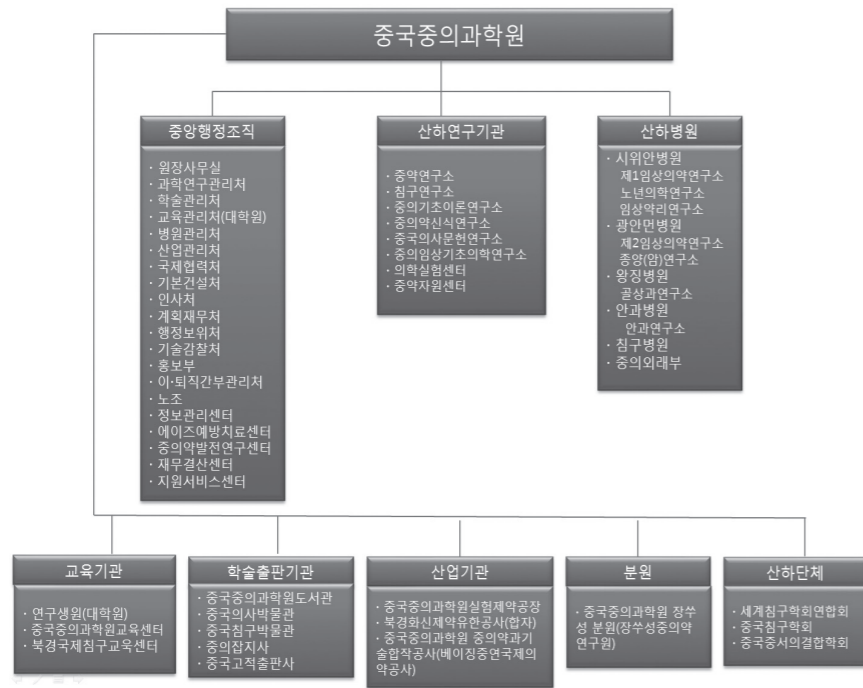 중국중의과학원
중앙행정조직
· 원장사무실
· 과학연구관리처
· 학술관리처
· 교육관리처(대학원)
· 병원관리처
· 산업관리처
· 국제협력처
· 기본건설처
· 인사처
· 계획재무처
· 행정보위처
· 기술감찰처
· 홍보부
· 이·퇴직간부관리처
· 노조
· 정보관리센터
· 에이즈예방치료센터
· 중의약발전연구센터
· 재무결산센터
· 지원서비스센터
산하연구기관
· 중약연구소
· 침구연구소
· 중의기초이론연구소
· 중의약신식연구소
· 중국의사문헌연구소
· 중의임상기초의학연구소
· 의학실험센터
· 중약자원센터
산하병원
· 시위안병원
제1임상의약연구소
노년의학연구소
임상약리연구소
· 광안먼병원
제2임상의약연구소
종양(암)연구소
· 왕징병원
골상과연구소
· 안과병원
안과연구소
· 침구병원
· 중의외래부
교육기관
· 연구생원(대학원)
· 중국중의과학원교육센터
· 북경국제침구교육센터
학술출판기관
· 중국중의과학원도서관
· 중국의사박물관
· 중국침구박물관
· 중의잡지사
· 중국고적출판사
산업기관
· 중국중의과학원실험제약공장
· 북경화신제약유한공사(합자)
· 중국중의과학원 중의약과기
술합작공사(베이징중연국제의
약공사)
분원
· 중국중의과학원 장쑤
성 분원(장쑤성중의약
연구원)
산하단체
· 세계침구학회연합회
· 중국침구학회
· 중국중서의결합학회